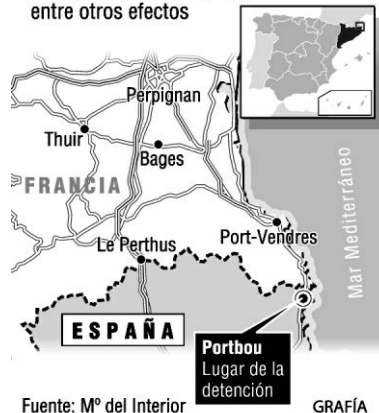 entre otros efectos
Perpignan
Thuir
Bages
FRANCIA
Mar Mediterráneo
Le Perthus
Port-Vendres
ESPAÑA
Portbou
Lugar de la
detención
Fuente: Mº del Interior
GRAFÍA